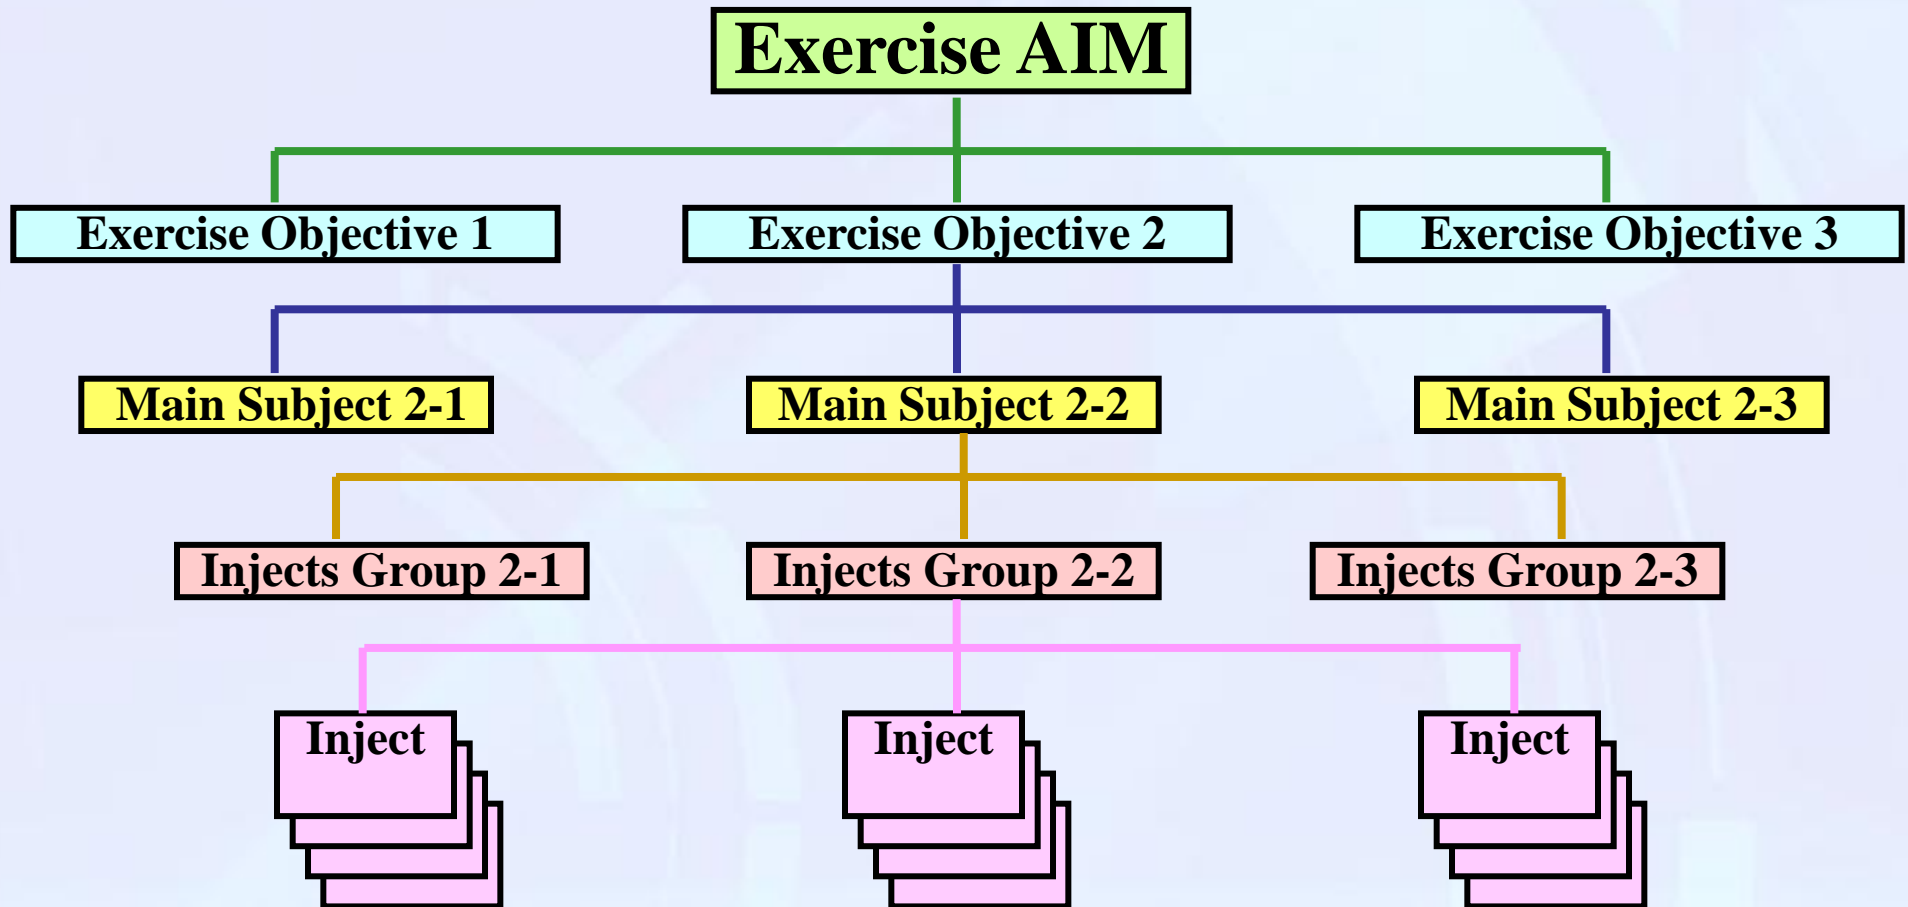 Exercise AIM
Exercise Objective 1
Exercise Objective 2
Exercise Objective 3
Main Subject 2-1
Main Subject 2-2
Main Subject 2-3
Injects Group 2-1
Injects Group 2-2
Injects Group 2-3
Inject
Inject
Inject